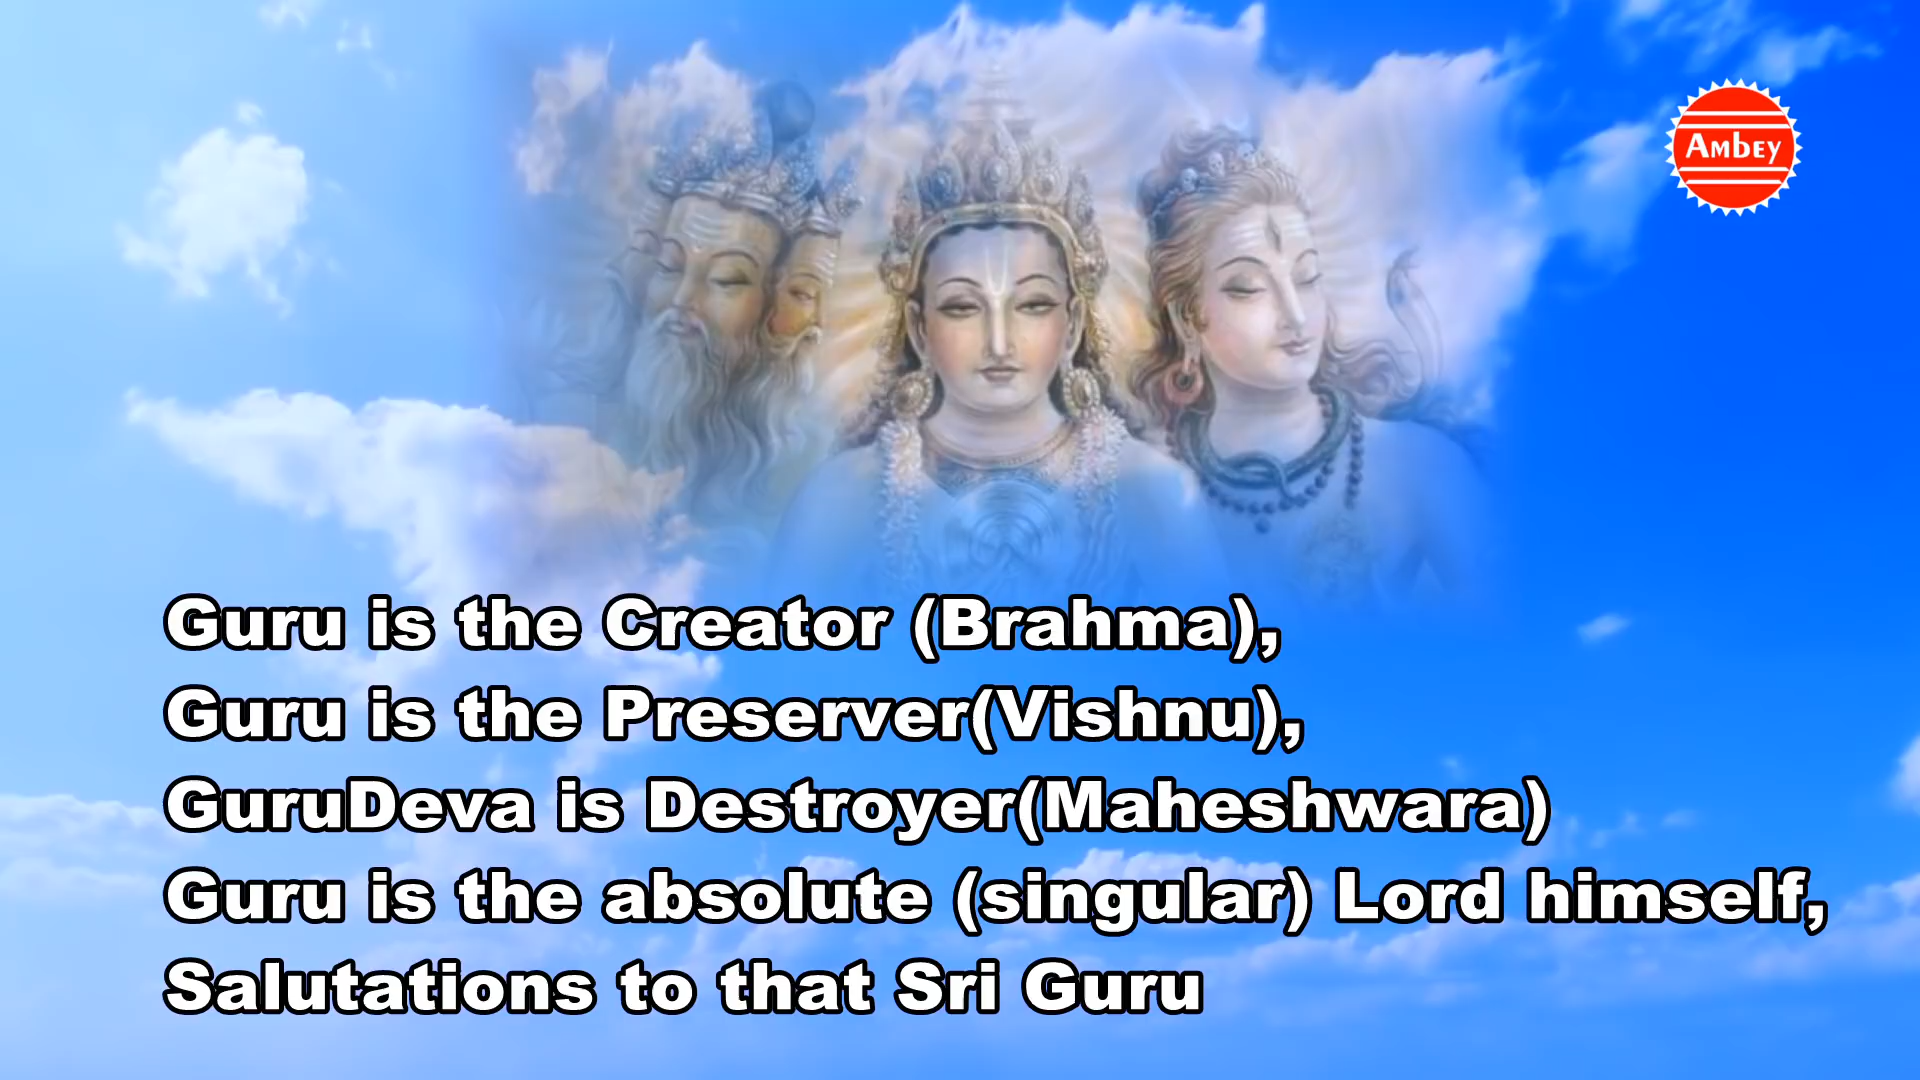 AMBEY
Guru is the Creator (Brahma),
Guru is the Preserver(Vishnu),
GuruDeva is Destroyer(Maheshwara)
Guru is the absolute (singular) Lord himself,
Salutations to that Sri Guru